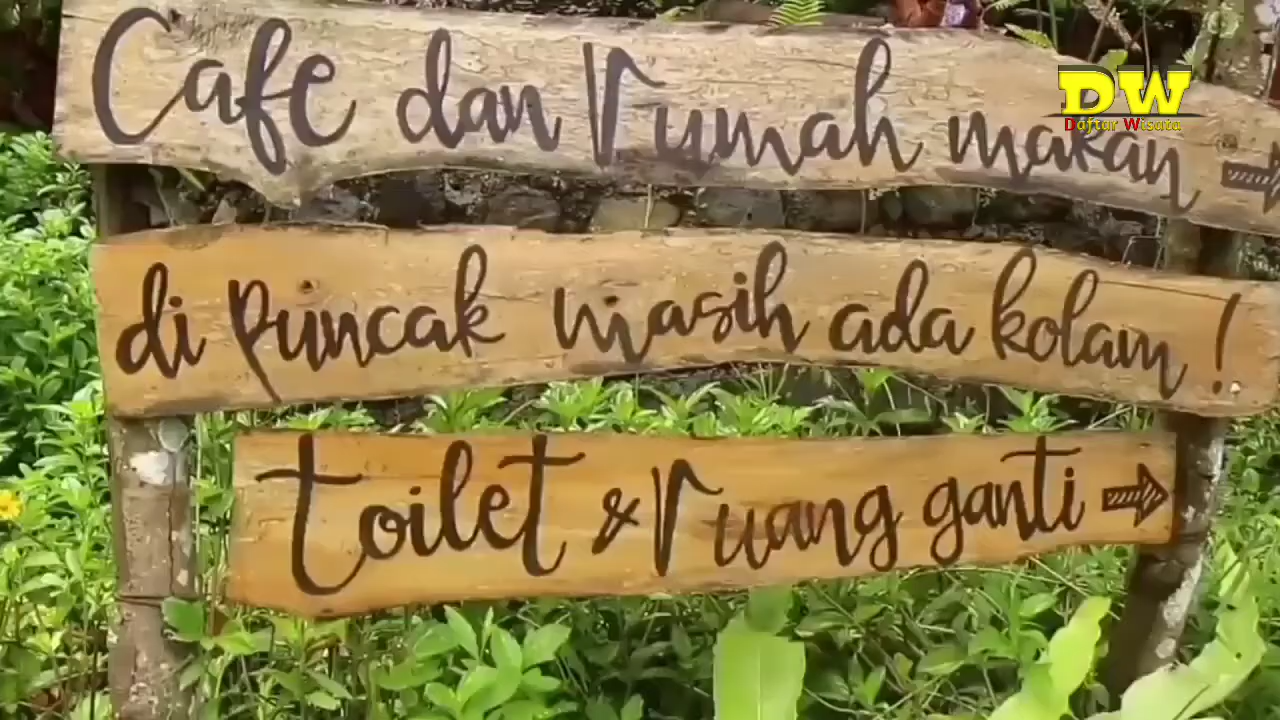 Cafe dan rumah makan
DW
Daftar Wisata
di puncak masih ada kolam !
toilet & ruang ganti